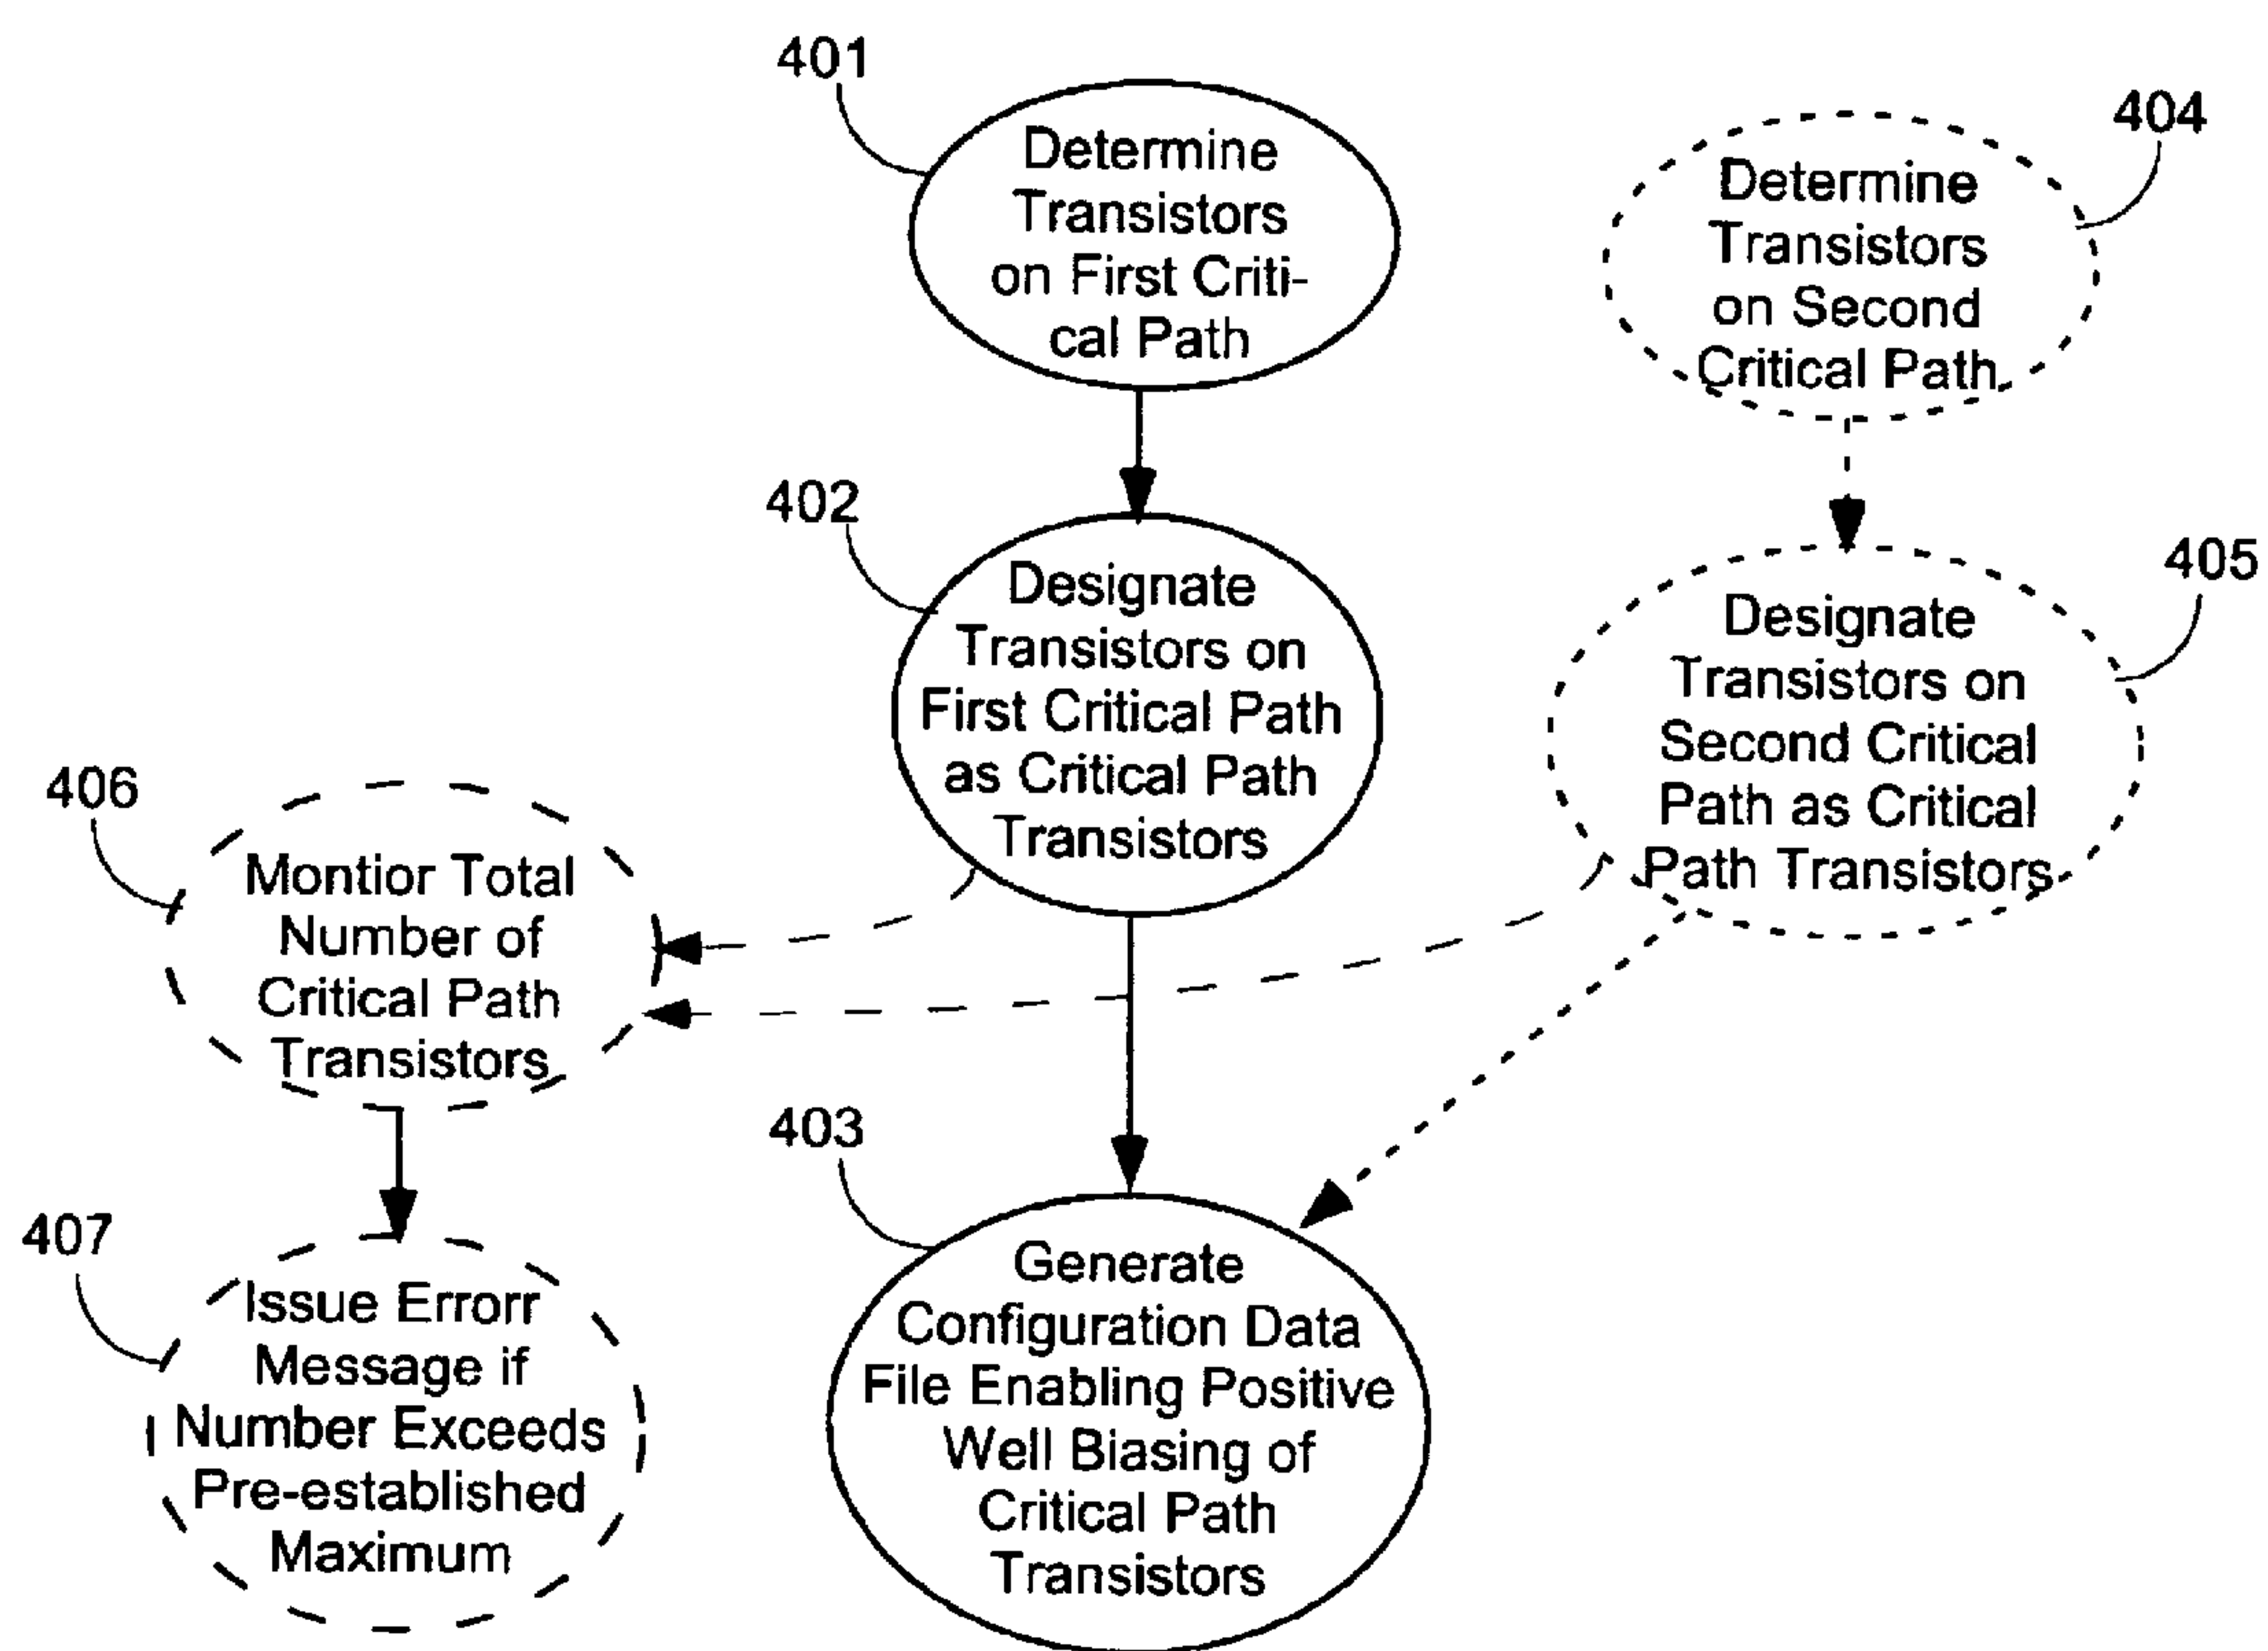 401
Determine
Transistors
on First Criti-
cal Path
404
Determine
Transistors
on Second
Critical Path
402
Designate
Transistors on
First Critical Path
as Critical Path
Transistors
405
Designate
Transistors on
Second Critical
Path as Critical
Path Transistors
406
Montior Total
Number of
Critical Path
Transistors
403
Generate
Configuration Data
File Enabling Positive
Well Biasing of
Critical Path
Transistors
407
Issue Errorr
Message if
Number Exceeds
Pre-established
Maximum